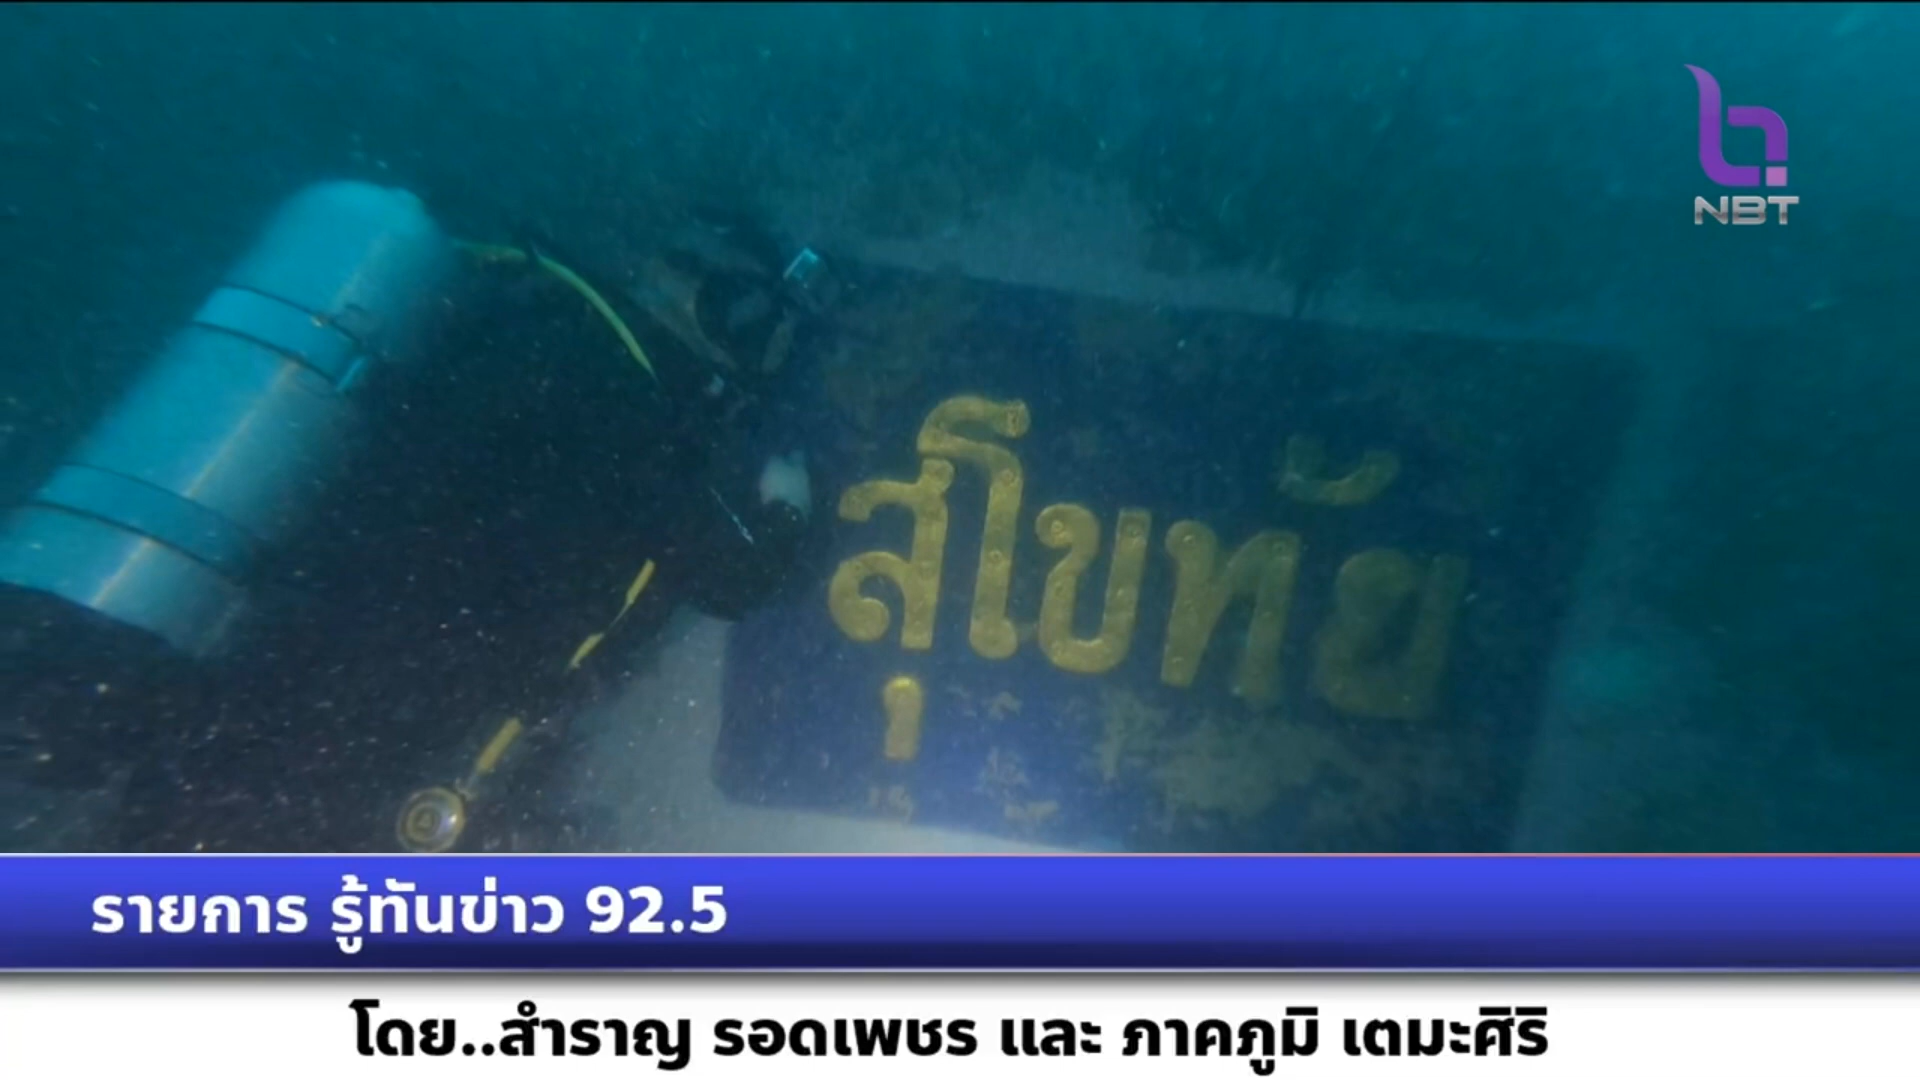 NBT
สุโขทัย
รายการ รู้ทันข่าว 92.5
โดย..สำราญ รอดเพชร และ ภาคภูมิ เตมะศิริ